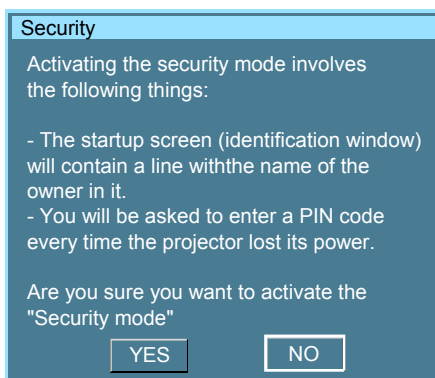 Security
Activating the security mode involves
the following things:
- The startup screen (identification window)
will contain a line withthe name of the
owner in it.
- You will be asked to enter a PIN code
every time the projector lost its power.
Are you sure you want to activate the
"Security mode"
YES NO